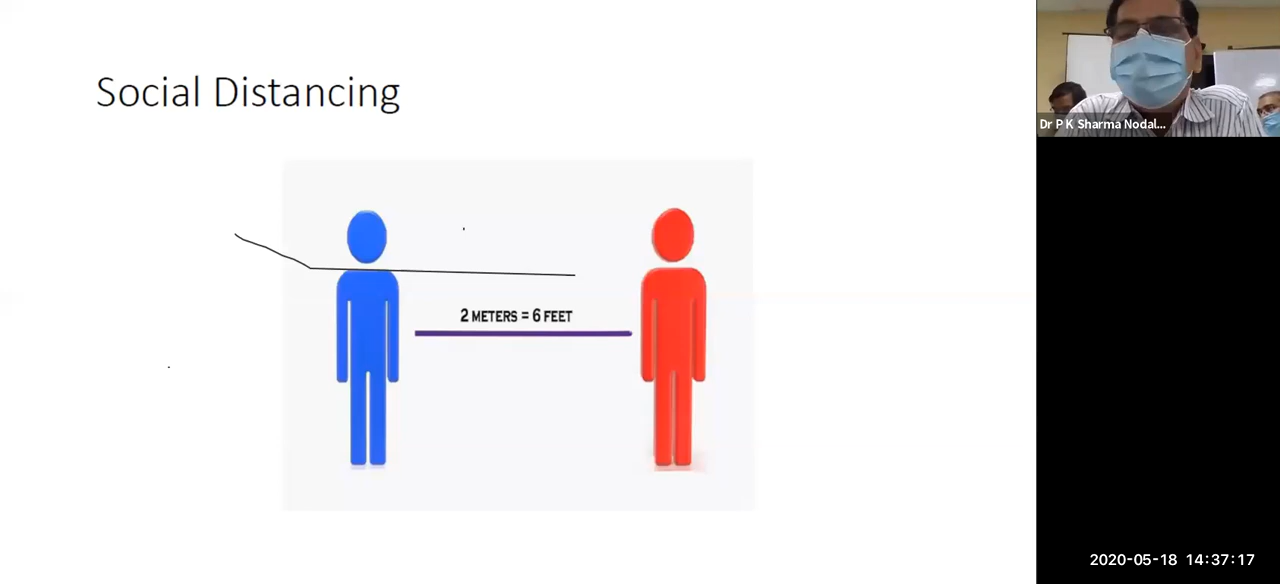 Social Distancing
2 METERS = 6 FEET
Dr P K Sharma Nodal...
2020-05-18 14:37:17